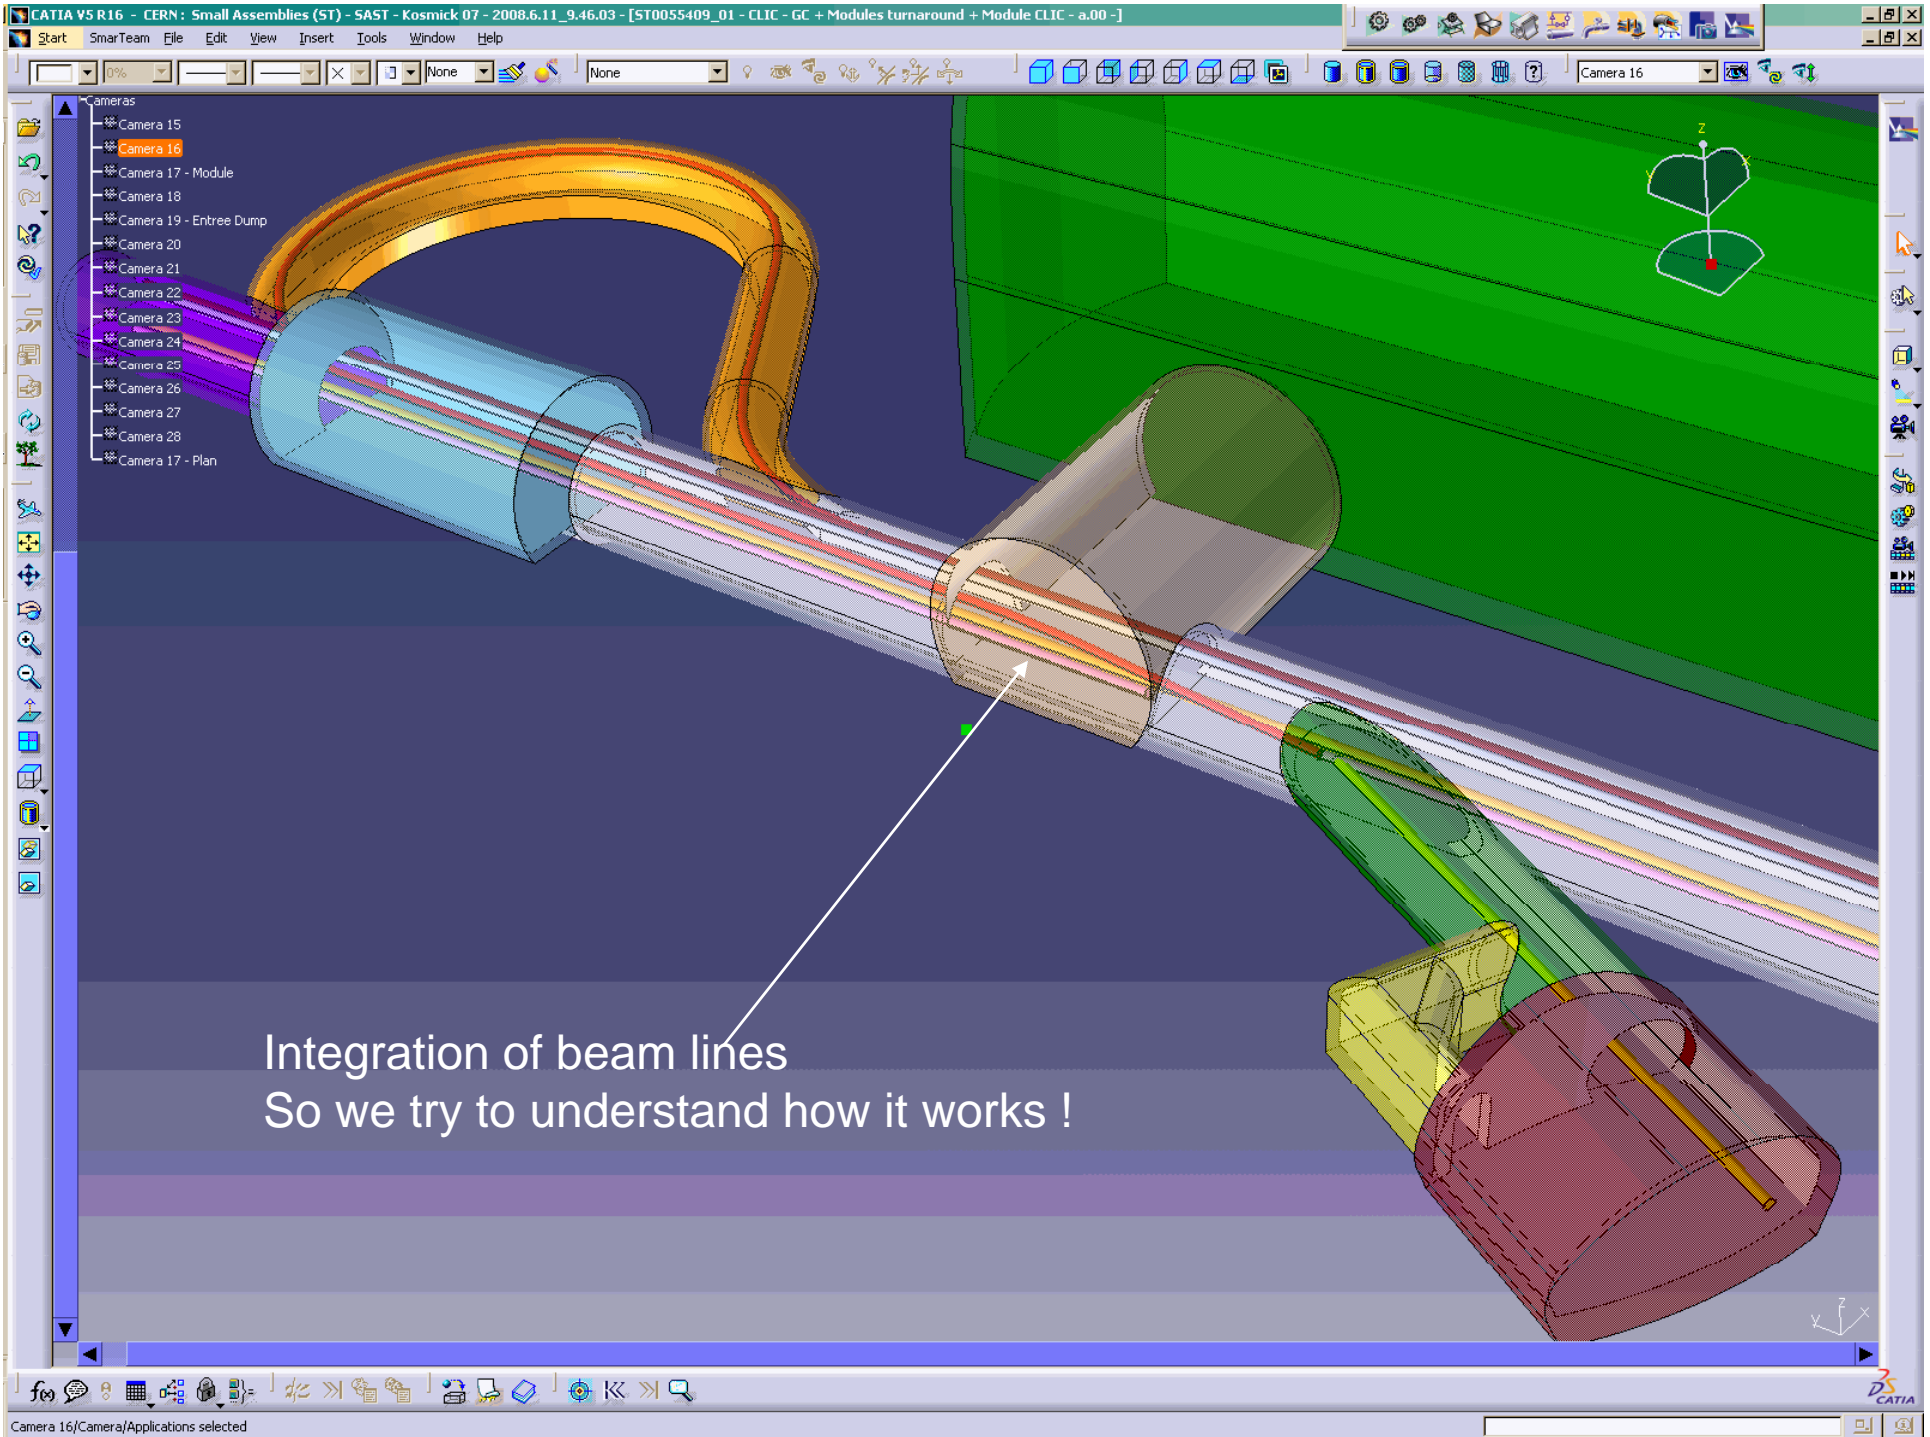 CATIA V5 R16 - CERN : Small Assemblies (ST) - SAST - Kosmick 07 - 2008.6.11_9.46.03 - [ST0055409_01 - CLIC - GC + Modules turnaround + Module CLIC - a.00 -]
Start SmarTeam File Edit View Insert Tools Window Help
0% None None Camera 16
Cameras
Camera 15
Camera 16
Camera 17 - Module
Camera 18
Camera 19 - Entree Dump
Camera 20
Camera 21
Camera 22
Camera 23
Camera 24
Camera 25
Camera 26
Camera 27
Camera 28
Camera 17 - Plan
z
x
y
Integration of beam lines
So we try to understand how it works !
z
y x
f(x)
CATIA
Camera 16/Camera/Applications selected